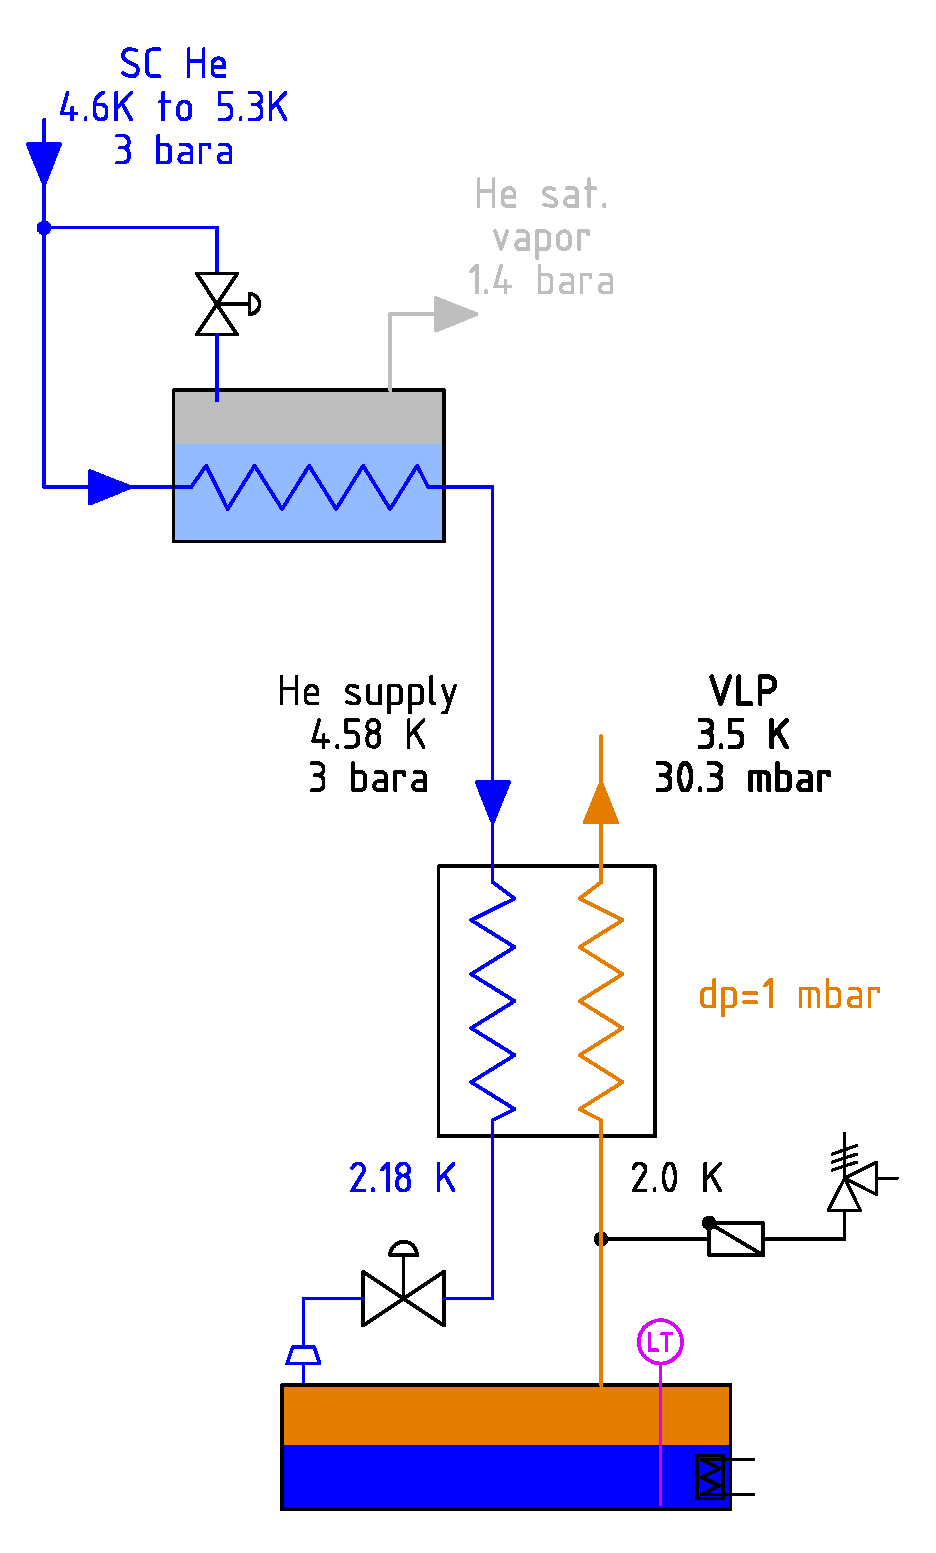 SC He
4.6K to 5.3K
3 bara
He sat.
vapor
1.4 bara
He supply
4.58 K
3 bara
VLP
3.5 K
30.3 mbar
dp=1 mbar
2.18 K
2.0 K
LT